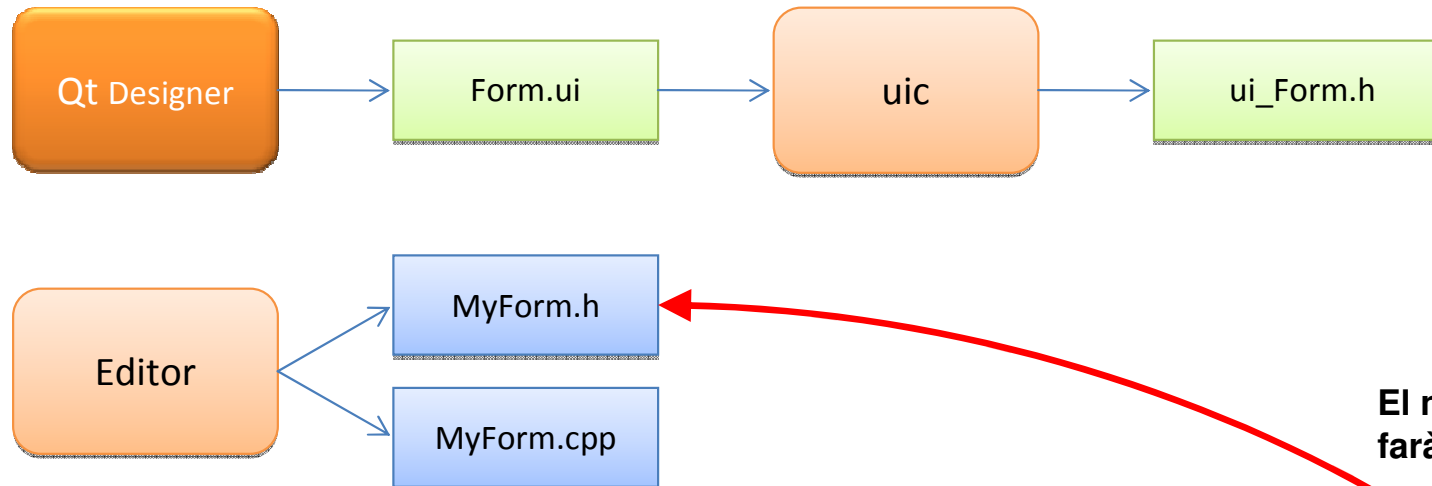 Qt Designer
Form.ui
uic
ui_Form.h
MyForm.h
Editor
MyForm.cpp
El
farà